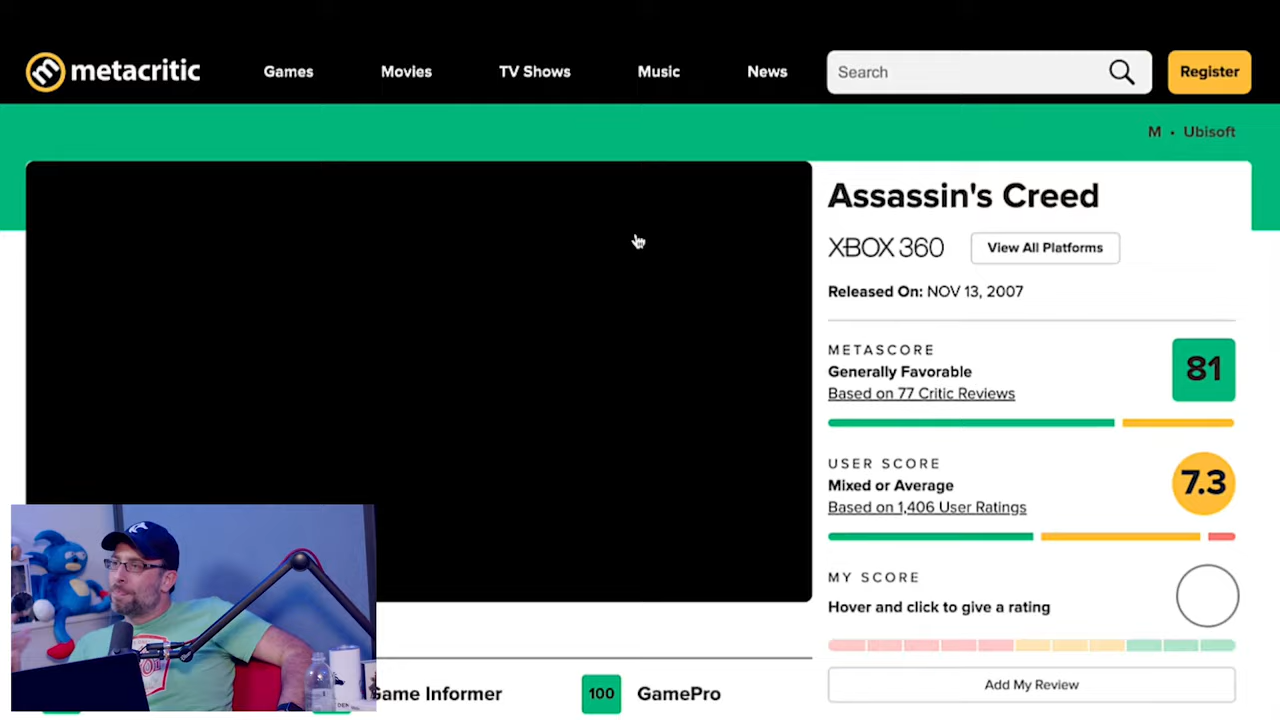 metacritic
Games
Movies
TV Shows
Music
News
Search
Register
M • Ubisoft
Assassin's Creed
XBOX 360
View All Platforms
Released On: NOV 13, 2007
METASCORE
Generally Favorable
Based on 77 Critic Reviews
81
USER SCORE
Mixed or Average
Based on 1,406 User Ratings
7.3
MY SCORE
Hover and click to give a rating
Add My Review
Game Informer
100
GamePro